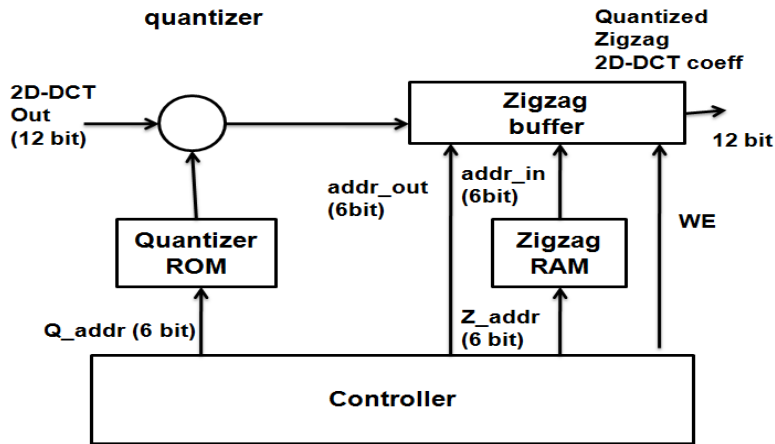 quantizer
Quantized
Zigzag
2D-DCT coeff
2D-DCT
Out
(12 bit)
Zigzag
buffer
12 bit
addr_out
(6bit)
addr_in
(6bit)
WE
Quantizer
ROM
Zigzag
RAM
Q_addr (6 bit)
Z_addr
(6 bit)
Controller